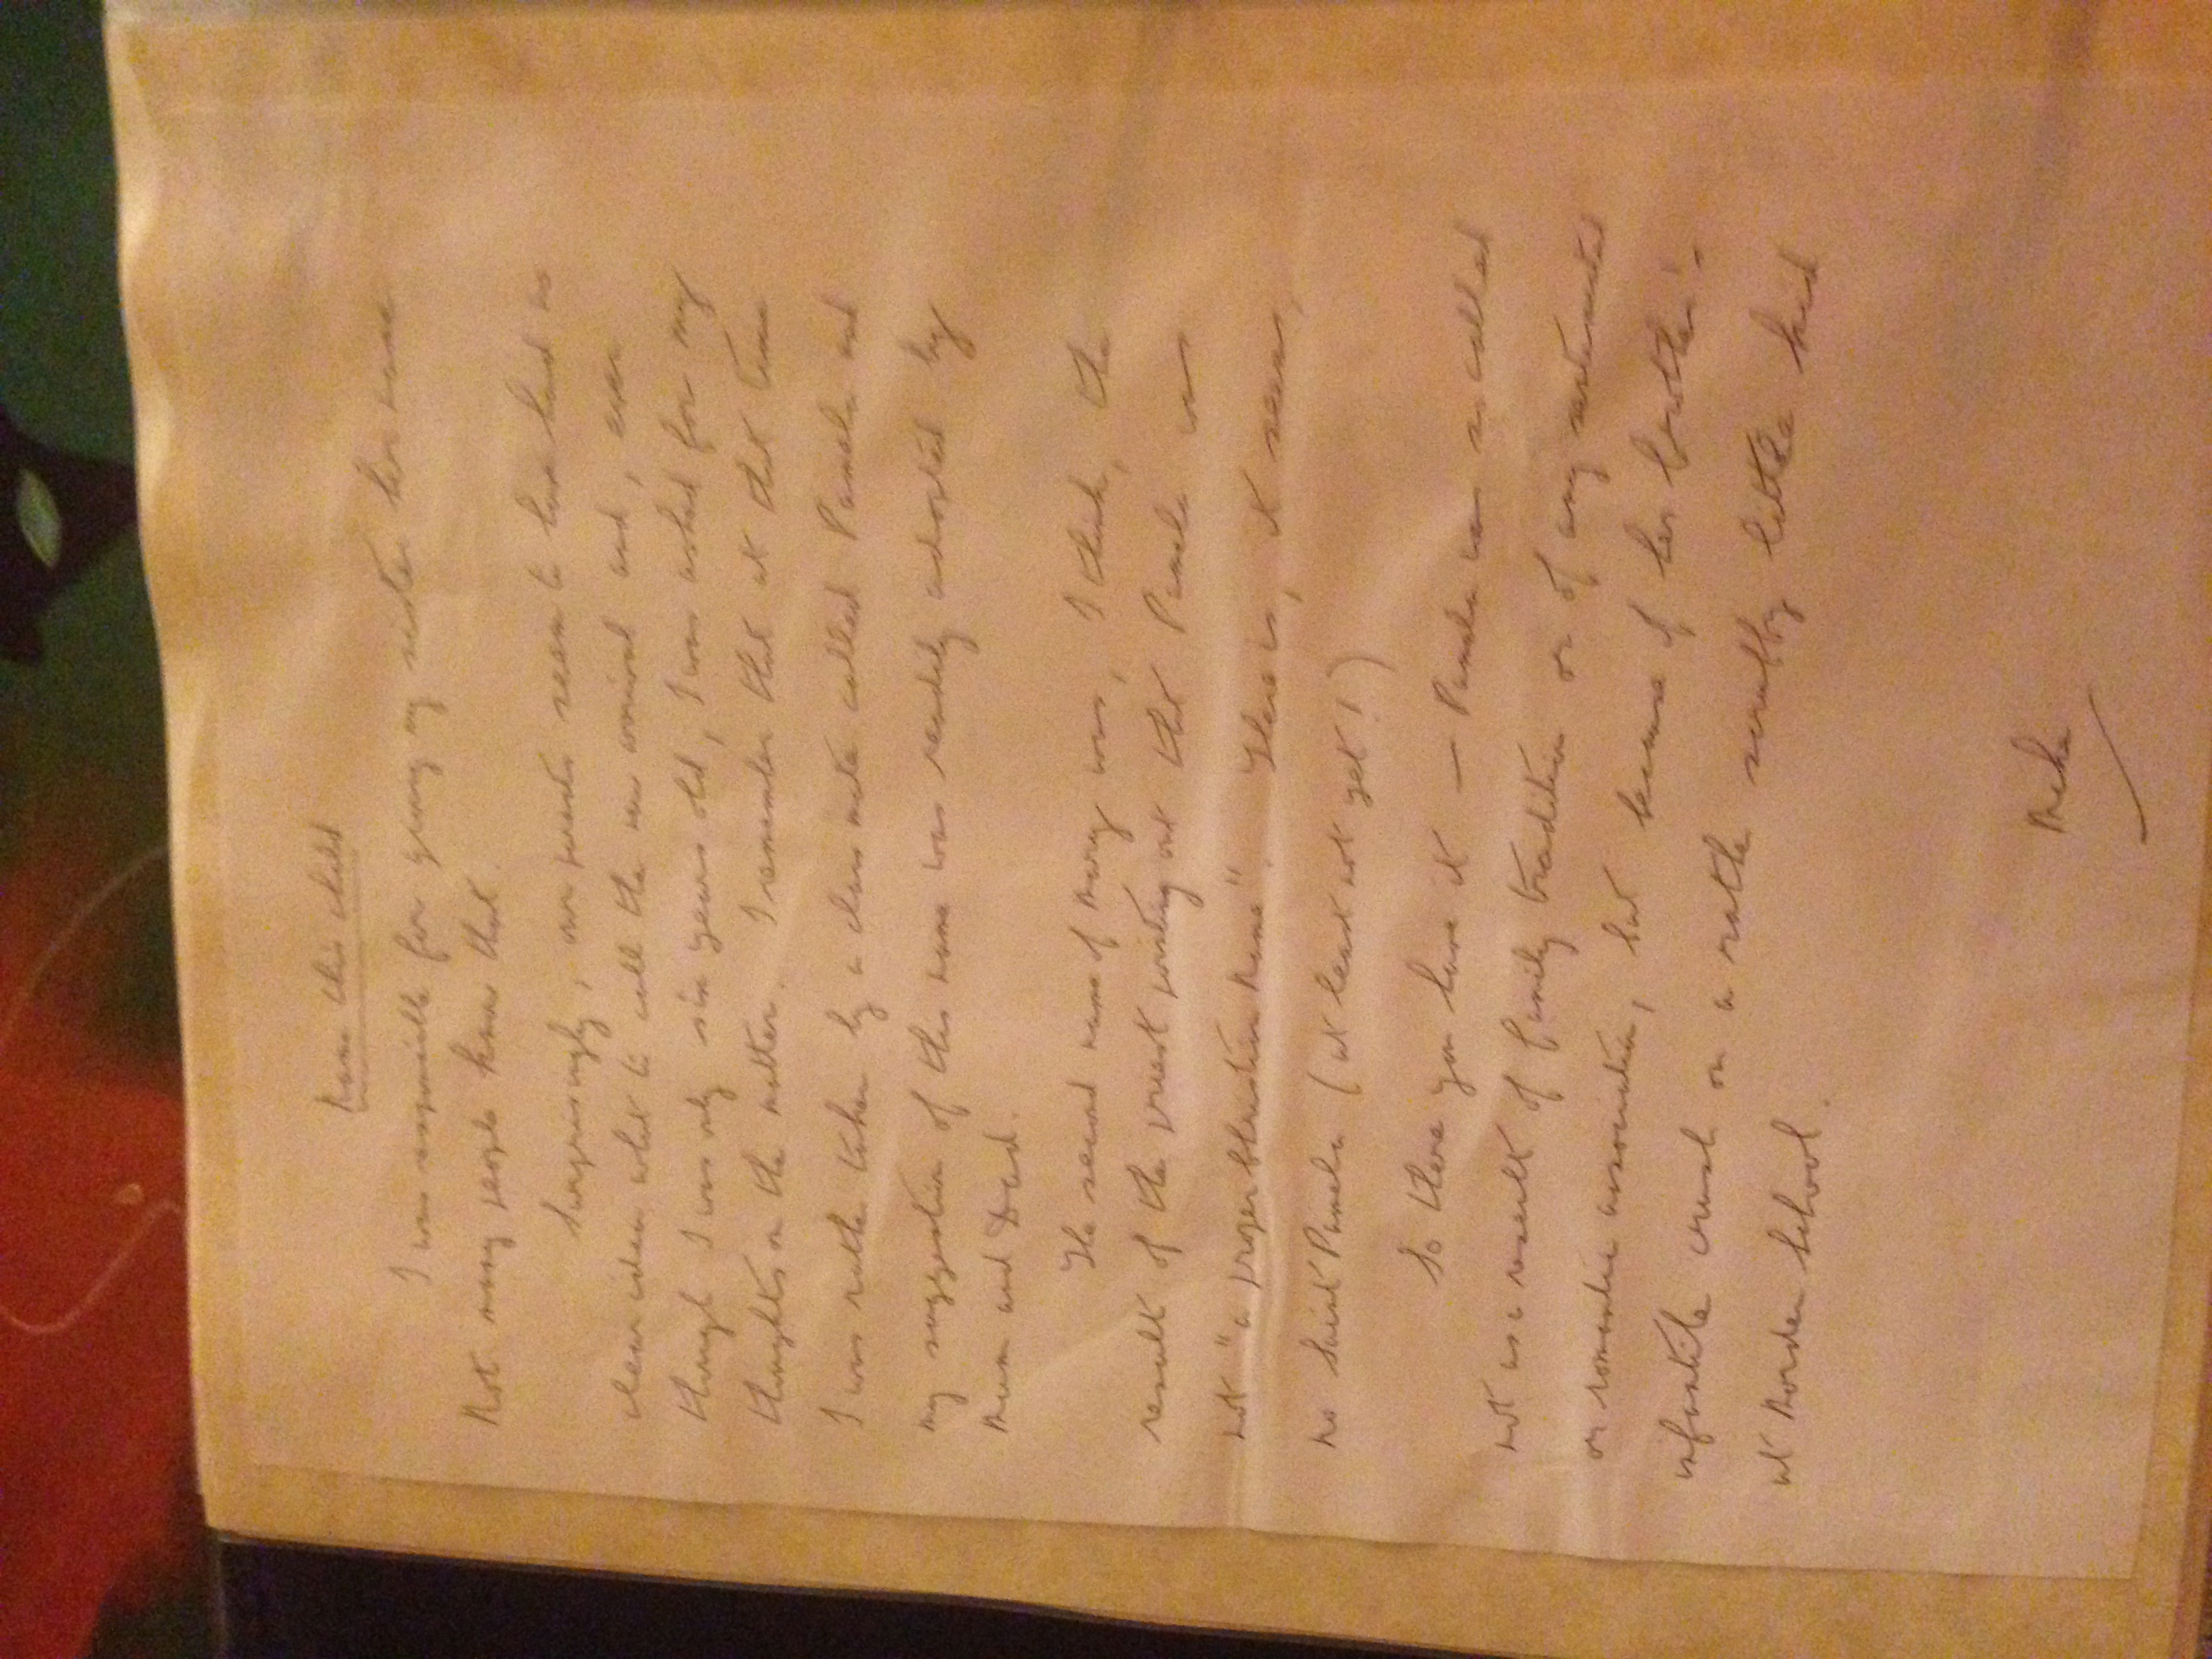 Name this child
I was responsible for giving my sister her name
Not many people know that.
Surprisingly, our parents seem to have had no
clear idea what to call the new arrival and, even
though I was only six years old, I was asked for my
thoughts on the matter. I remember that at that time
I was rather taken by a class mate called Pamela and
my suggestion of this name was readily adopted by
Mum and Dad.
The second name of Mary was, I think, the
result of the priest pointing out that Pamela was
not "a proper Christian Name". There is, it seems,
no Saint Pamela (at least not yet!)
So there you have it — Pamela was so called
not as a result of family tradition or of any sentimental
or romantic association, but because of her brother's
infantile crush on a rather scruffy little kid
at Morden School.
Mike